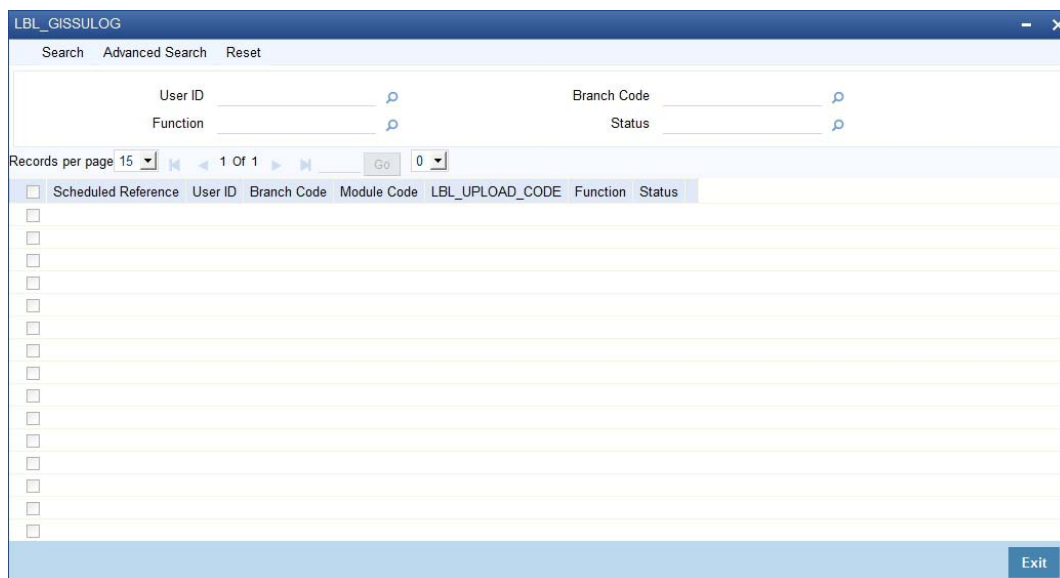 LBL_GISSULOG
Search Advanced Search Reset
User ID Branch Code
Function Status
Records per page 15 1 Of 1 Go 0
Scheduled Reference User ID Branch Code Module Code LBL_UPLOAD_CODE Function Status
Exit